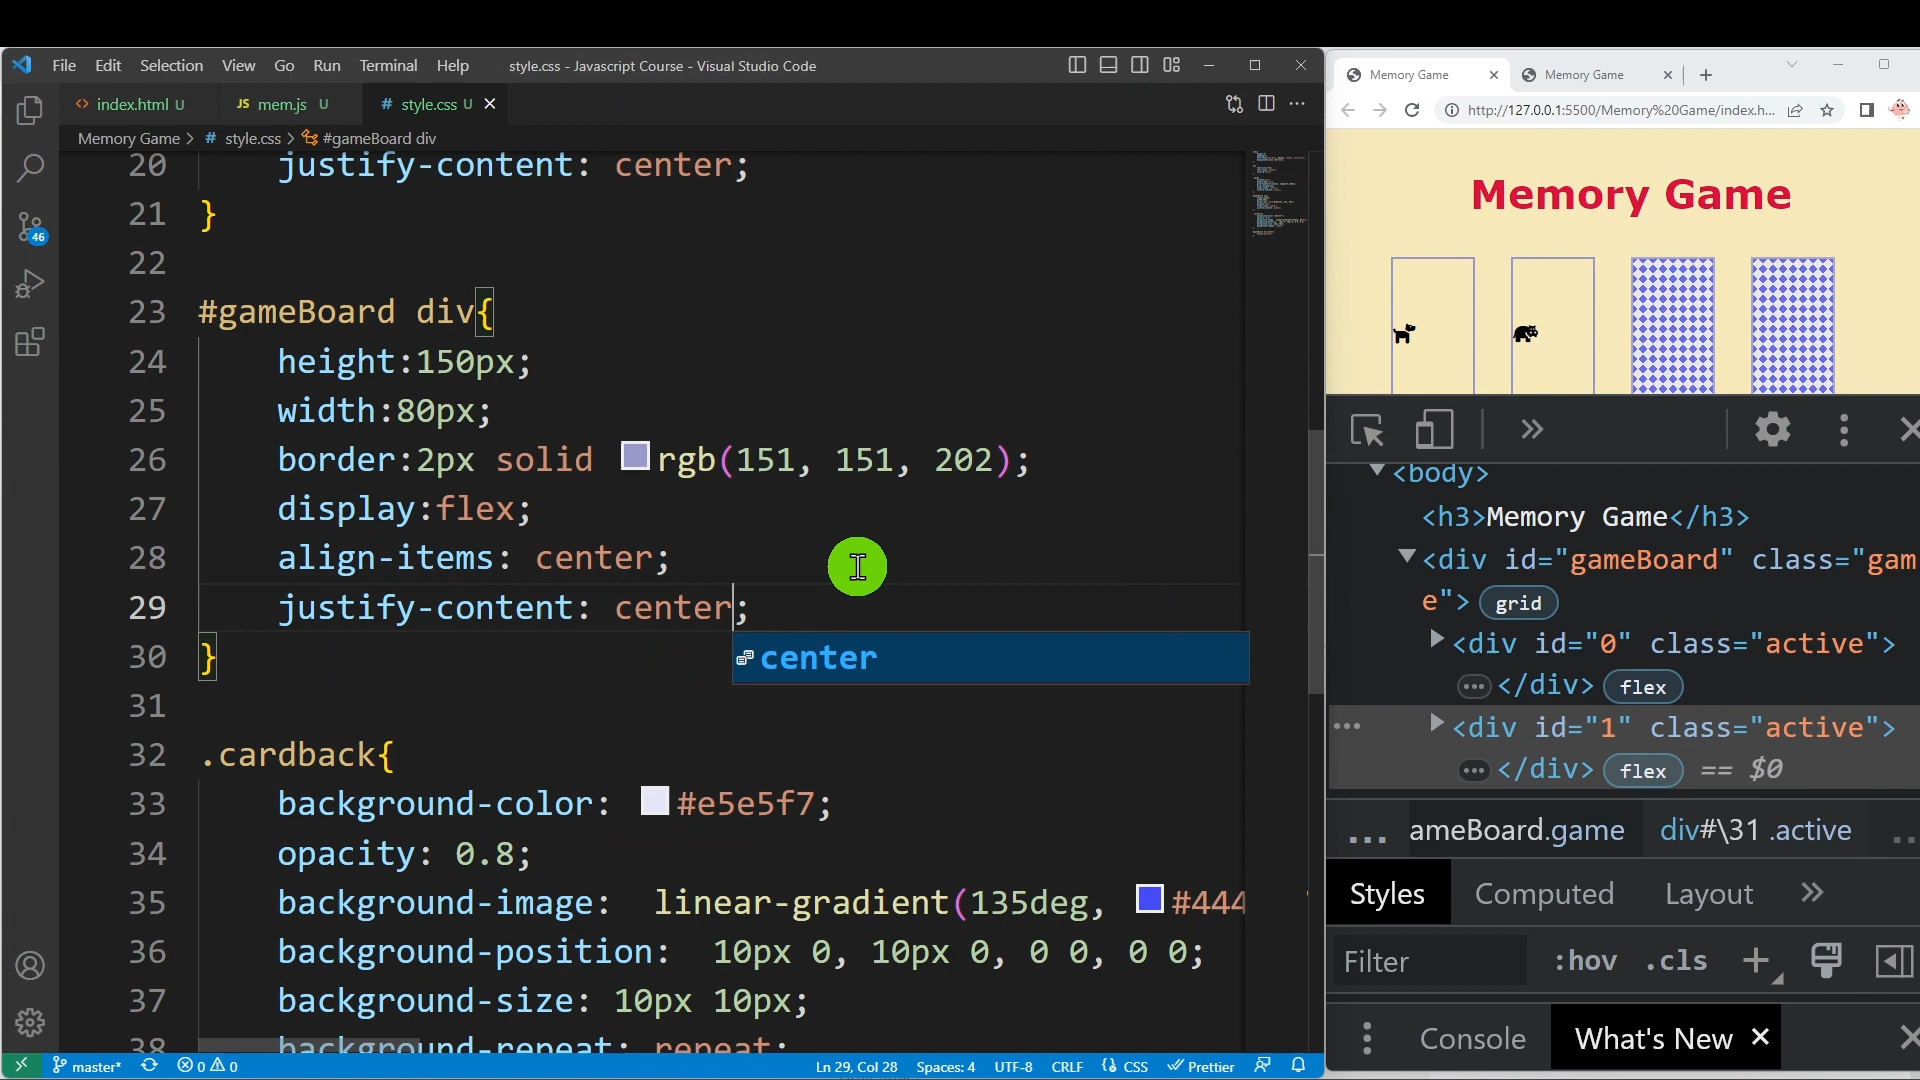 File Edit Selection View Go Run Terminal Help style.css - Javascript Course - Visual Studio Code
<> index.html U JS mem.js U # style.css U
Memory Game > # style.css > #gameBoard div
20 justify-content: center;
21 }
22
23 #gameBoard div{
24 height:150px;
25 width:80px;
26 border:2px solid rgb(151, 151, 202);
27 display:flex;
28 align-items: center;
29 justify-content: center;
center
30 }
31
32 .cardback{
33 background-color: #e5e5f7;
34 opacity: 0.8;
35 background-image: linear-gradient(135deg, #444
36 background-position: 10px 0, 10px 0, 0 0, 0 0;
37 background-size: 10px 10px;
38 background-repeat: repeat;
46
master* 0 0 Ln 29, Col 28 Spaces: 4 UTF-8 CRLF CSS Prettier
Memory Game Memory Game
http://127.0.0.1:5500/Memory%20Game/index.h...
Memory Game
<body>
<h3>Memory Game</h3>
<div id="gameBoard" class="gam
e"> grid
<div id="0" class="active">
… </div> flex
… <div id="1" class="active">
… </div> flex == $0
... ameBoard.game div#\31 .active ..
Styles Computed Layout
Filter :hov .cls
Console What's New